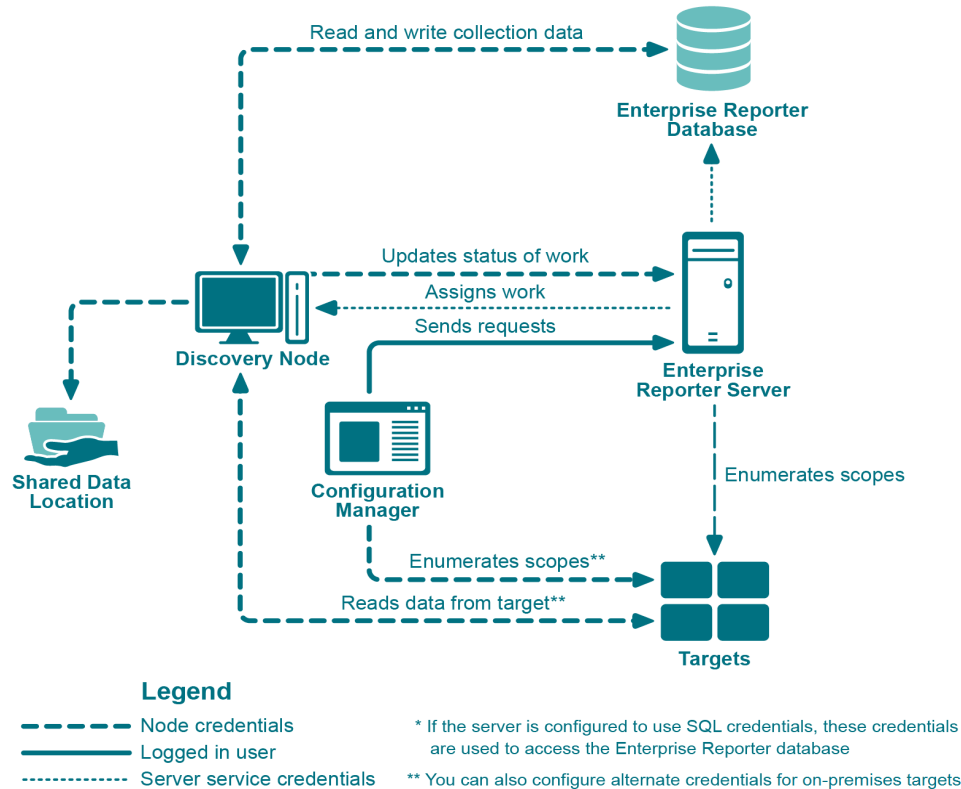 Read and write collection data
Enterprise Reporter
Database
Updates status of work
Assigns work
Sends requests
Discovery Node
Enterprise
Reporter Server
Shared Data
Location
Configuration
Manager
Enumerates scopes
Enumerates scopes**
Reads data from target**
Targets
Legend
Node credentials
Logged in user
Server service credentials
* If the server is configured to use SQL credentials, these credentials
are used to access the Enterprise Reporter database
** You can also configure alternate credentials for on-premises targets